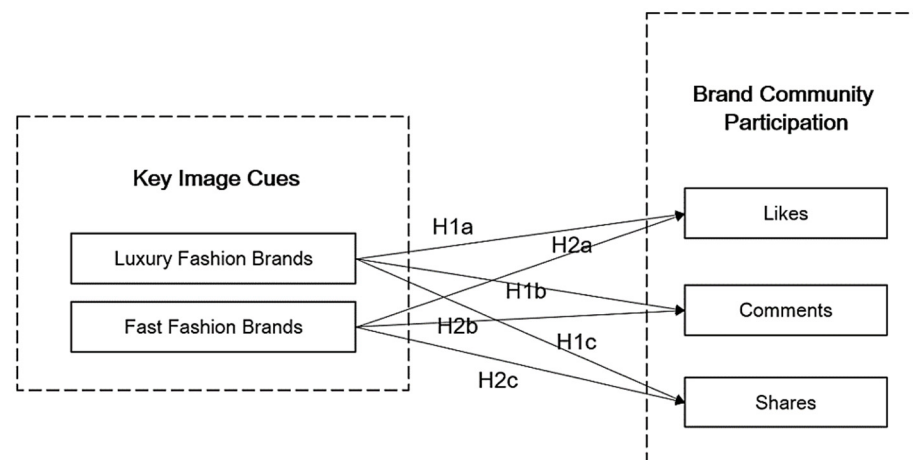 Brand Community
Participation
Key Image Cues
Likes
H1a
H2a
Luxury Fashion Brands
H1b
Comments
Fast Fashion Brands
H2b
H1c
H2c
Shares